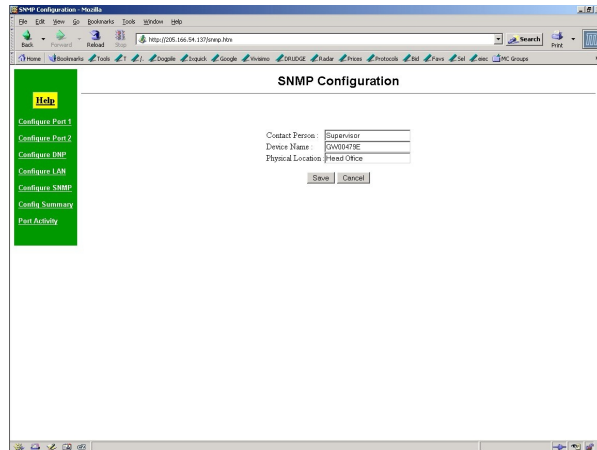 SNMP Configuration - Mozilla
File Edit View Go Bookmarks Tools Window Help
Back Forward Reload Stop http://205.166.54.137/snmp.htm Search Print
Home Bookmarks Tools T /. Dogpile Ixquick Google Vivisimo DRUDGE Radar Prices Protocols Bid Favs Sel eiec MC Groups
SNMP Configuration
Help
Configure Port 1
Configure Port 2
Configure DNP
Configure LAN
Configure SNMP
Config Summary
Port Activity
Contact Person : Supervisor
Device Name : GW00479E
Physical Location : Head Office
Save Cancel